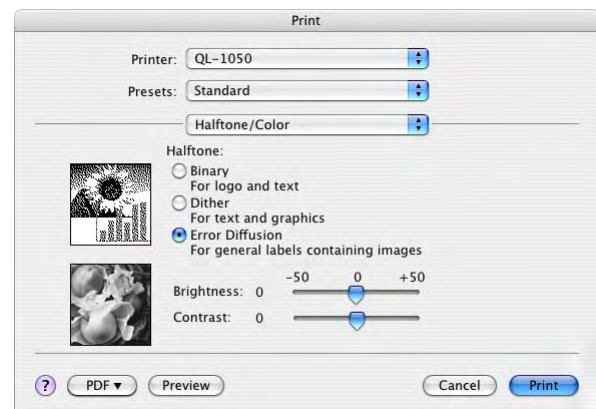 Print
Printer: QL-1050
Presets: Standard
Halftone/Color
Halftone:
Binary
For logo and text
Dither
For text and graphics
Error Diffusion
For general labels containing images
-50 0 +50
Brightness: 0
Contrast: 0
? PDF ▼ Preview Cancel Print